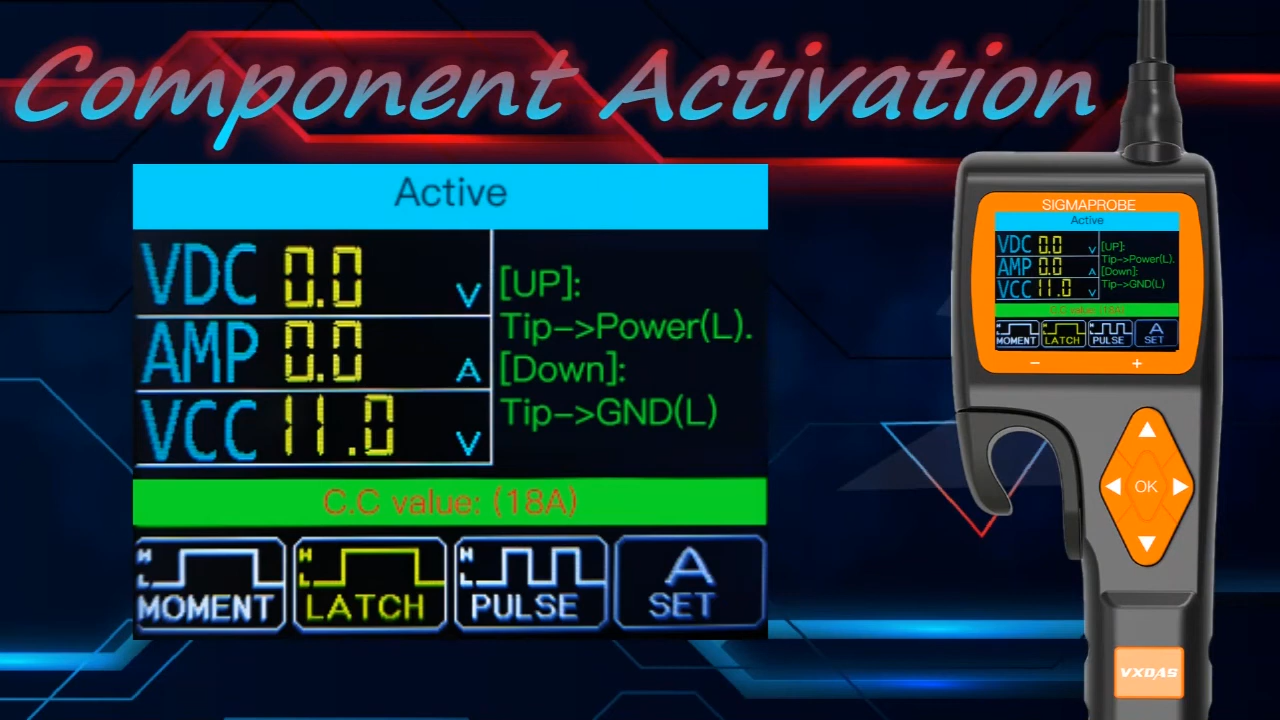 Component Activation
Active
VDC 0.0 V
AMP 0.0 A
VCC 11.0 V
[UP]:
Tip->Power(L).
[Down]:
Tip->GND(L)
C.C value: (18A)
H L MOMENT
H L LATCH
H L PULSE
A SET
SIGMAPROBE
Active
VDC 0.0 V
AMP 0.0 A
VCC 11.0 V
[UP]:
Tip->Power(L).
[Down]:
Tip->GND(L)
C.C value: (18A)
MOMENT
LATCH
PULSE
A SET
− +
OK
VXDAS